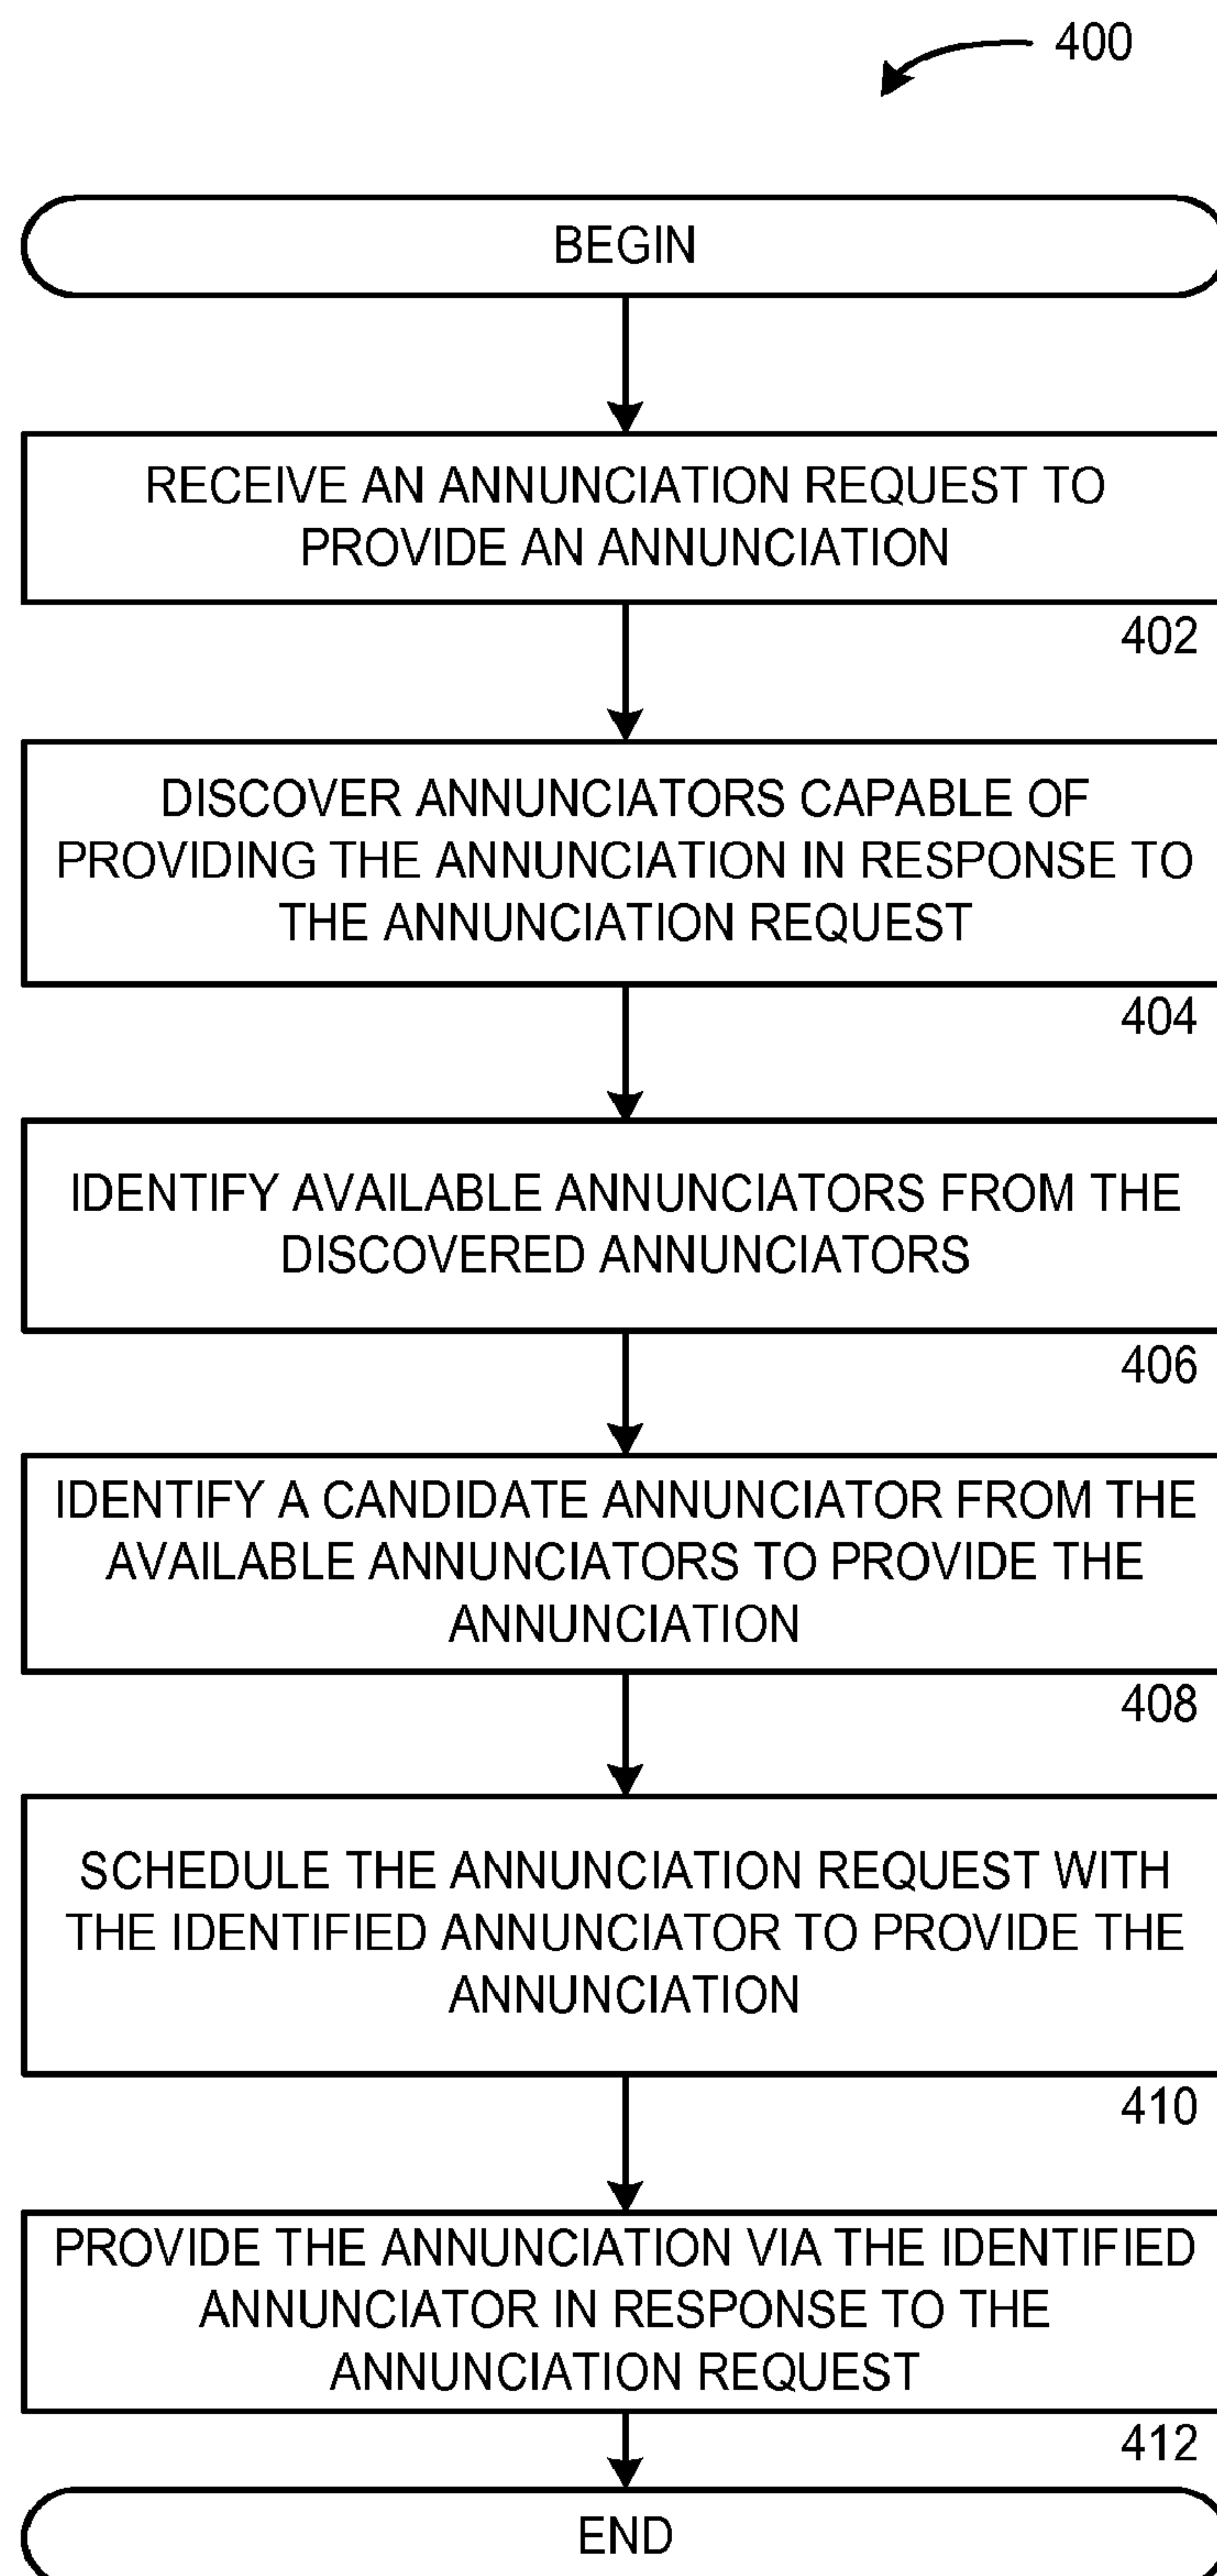 400
BEGIN
RECEIVE AN ANNUNCIATION REQUEST TO
PROVIDE AN ANNUNCIATION
402
DISCOVER ANNUNCIATORS CAPABLE OF
PROVIDING THE ANNUNCIATION IN RESPONSE TO
THE ANNUNCIATION REQUEST
404
IDENTIFY AVAILABLE ANNUNCIATORS FROM THE
DISCOVERED ANNUNCIATORS
406
IDENTIFY A CANDIDATE ANNUNCIATOR FROM THE
AVAILABLE ANNUNCIATORS TO PROVIDE THE
ANNUNCIATION
408
SCHEDULE THE ANNUNCIATION REQUEST WITH
THE IDENTIFIED ANNUNCIATOR TO PROVIDE THE
ANNUNCIATION
410
PROVIDE THE ANNUNCIATION VIA THE IDENTIFIED
ANNUNCIATOR IN RESPONSE TO THE
ANNUNCIATION REQUEST
412
END